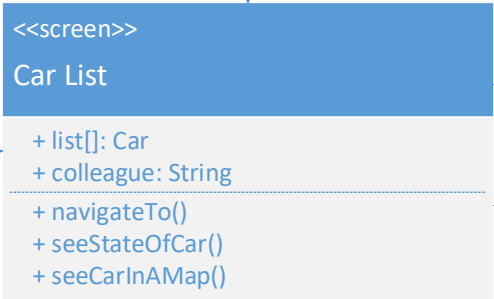 <<screen>>
Car List
+ list[]: Car
+ colleague: String
+ navigateTo()
+ seeStateOfCar()
+ seeCarInAMap()